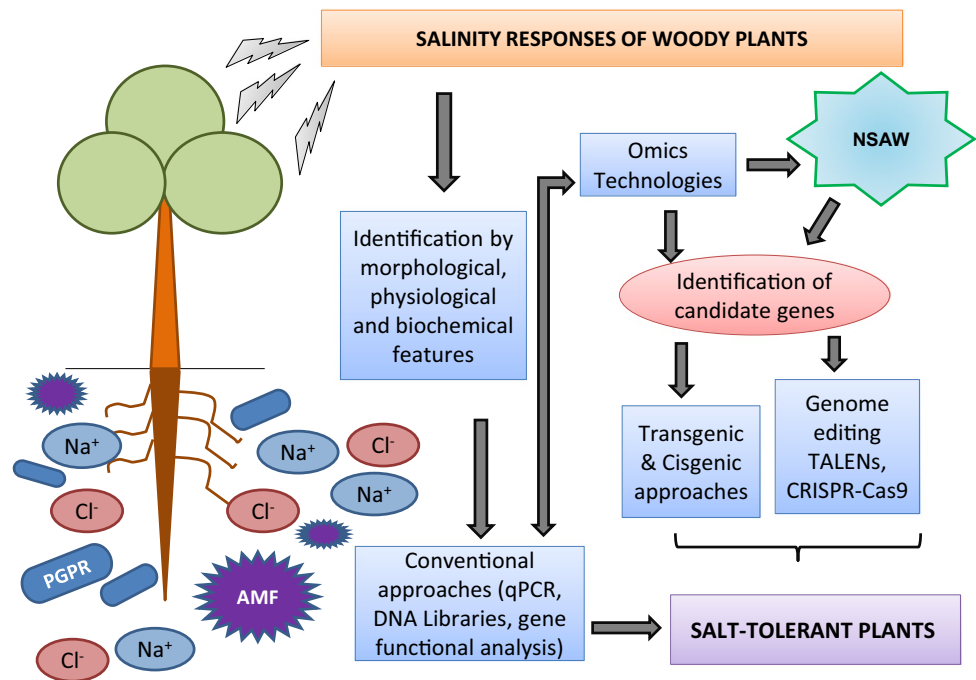 SALINITY RESPONSES OF WOODY PLANTS
NSAW
Omics
Technologies
Identification by
morphological,
physiological
and biochemical
features
Identification of
candidate genes
Transgenic
& Cisgenic
approaches
Genome
editing
TALENs,
CRISPR-Cas9
Na⁺
Cl⁻
Na⁺
Cl⁻
Na⁺
Cl⁻
PGPR
AMF
Cl⁻
Na⁺
Conventional
approaches (qPCR,
DNA Libraries, gene
functional analysis)
SALT-TOLERANT PLANTS